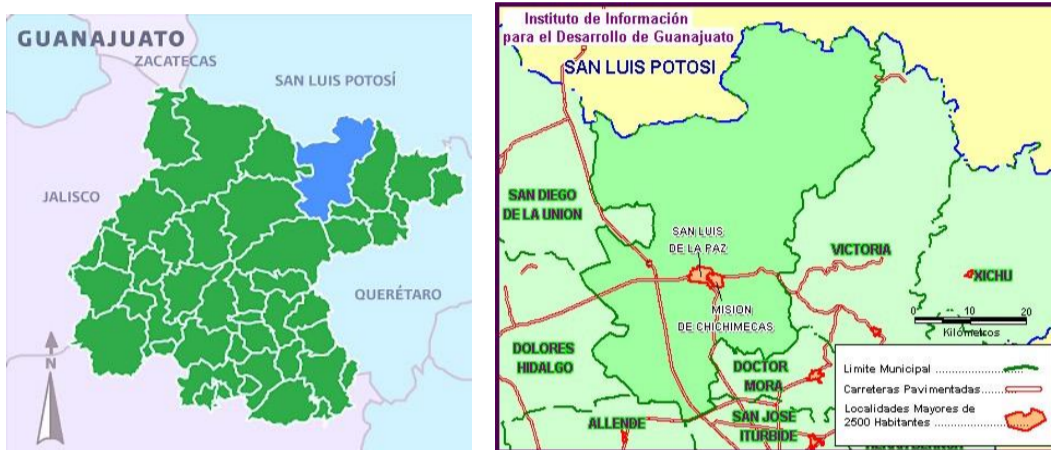 GUANAJUATO
ZACATECAS
SAN LUIS POTOSÍ
JALISCO
QUERÉTARO
N
Instituto de Información
para el Desarrollo de Guanajuato
SAN LUIS POTOSI
SAN DIEGO
DE LA UNION
SAN LUIS
DE LA PAZ
VICTORIA
XICHU
MISION
DE CHICHIMECAS
0 10 20
Kilómetros
DOLORES
HIDALGO
DOCTOR
MORA
ALLENDE
SAN JOSÈ
ITURBIDE
Limite Municipal
Carreteras Pavimentadas
Localidades Mayores de
2500 Habitantes